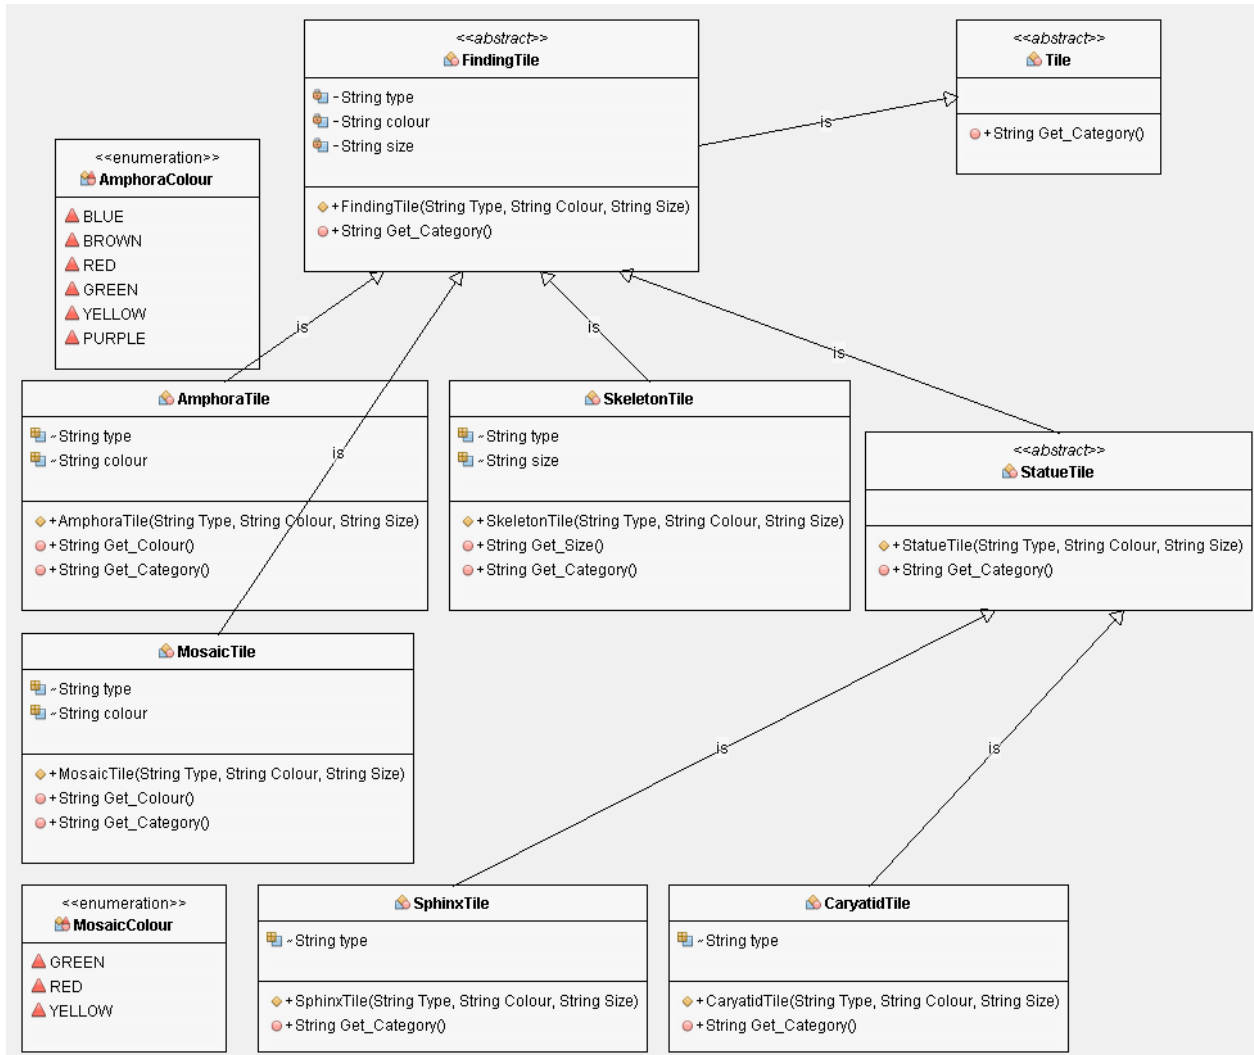 <<abstract>>
FindingTile
-String type
-String colour
-String size
+FindingTile(String Type, String Colour, String Size)
+String Get_Category()
<<abstract>>
Tile
+String Get_Category()
is
<<enumeration>>
AmphoraColour
BLUE
BROWN
RED
GREEN
YELLOW
PURPLE
is
is
is
is
AmphoraTile
~String type
~String colour
+AmphoraTile(String Type, String Colour, String Size)
+String Get_Colour()
+String Get_Category()
SkeletonTile
~String type
~String size
+SkeletonTile(String Type, String Colour, String Size)
+String Get_Size()
+String Get_Category()
<<abstract>>
StatueTile
+StatueTile(String Type, String Colour, String Size)
+String Get_Category()
MosaicTile
~String type
~String colour
+MosaicTile(String Type, String Colour, String Size)
+String Get_Colour()
+String Get_Category()
is
is
<<enumeration>>
MosaicColour
GREEN
RED
YELLOW
SphinxTile
~String type
+SphinxTile(String Type, String Colour, String Size)
+String Get_Category()
CaryatidTile
~String type
+CaryatidTile(String Type, String Colour, String Size)
+String Get_Category()